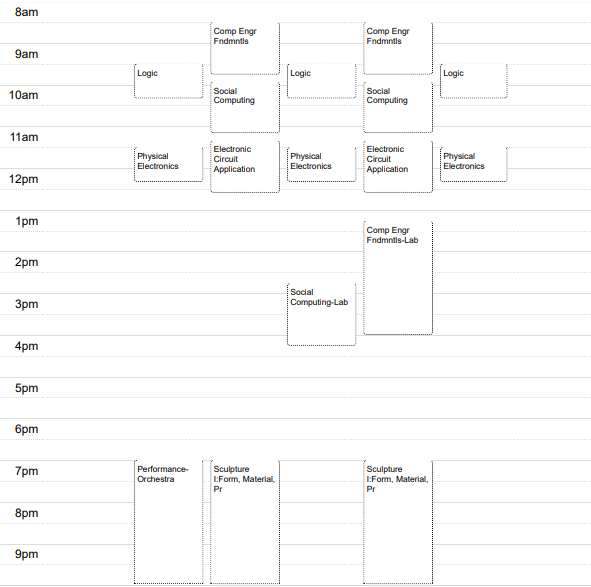 8am
Comp Engr
Fndmntls
Comp Engr
Fndmntls
9am
Logic
Logic
Logic
10am
Social
Computing
Social
Computing
11am
Physical
Electronics
Electronic
Circuit
Application
Physical
Electronics
Electronic
Circuit
Application
Physical
Electronics
12pm
1pm
Comp Engr
Fndmntls-Lab
2pm
Social
Computing-Lab
3pm
4pm
5pm
6pm
7pm
Performance-
Orchestra
Sculpture
I:Form, Material,
Pr
Sculpture
I:Form, Material,
Pr
8pm
9pm